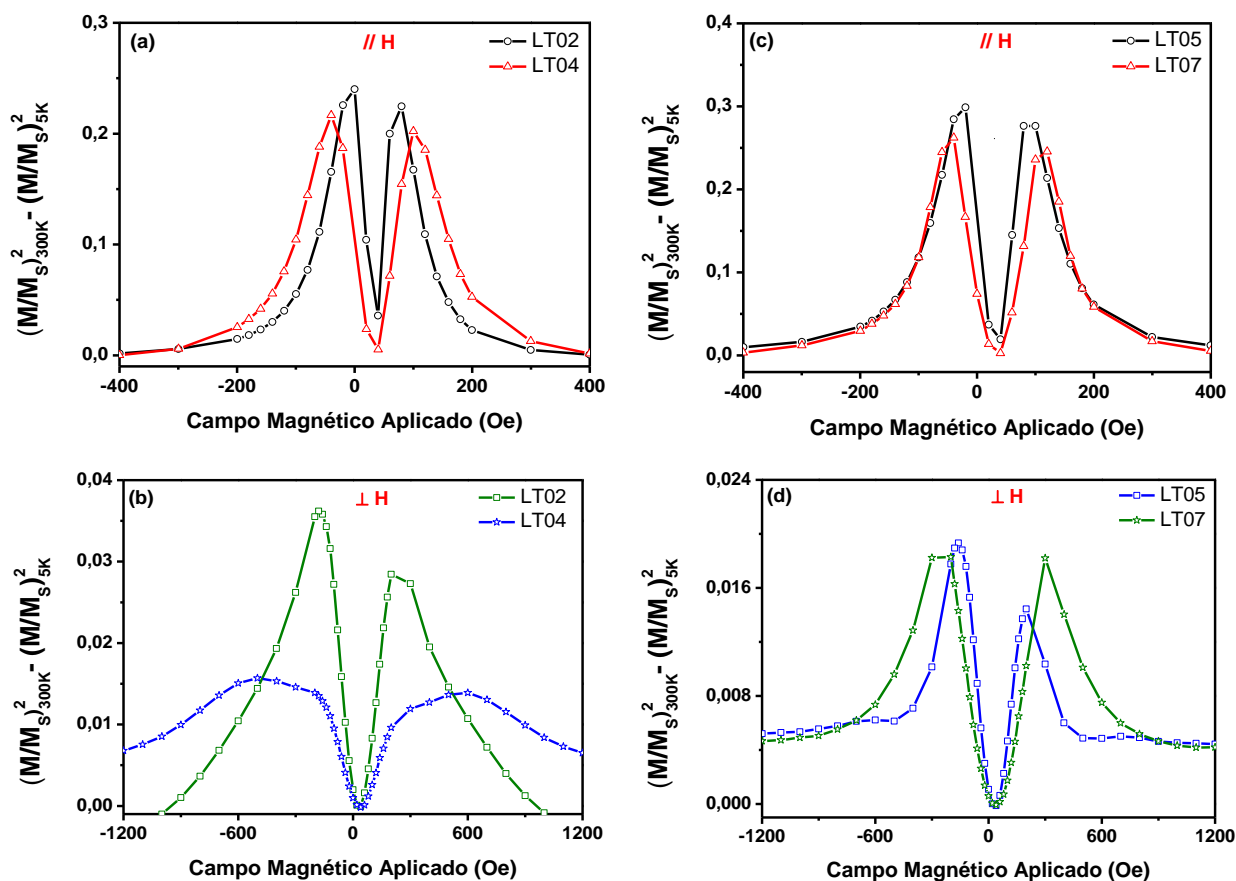 (a)
// H
LT02
LT04
0,3
0,2
0,1
0,0
-400
-200
0
200
400
(M/M_S)²_300K - (M/M_S)²_5K
Campo Magnético Aplicado (Oe)
(c)
// H
LT05
LT07
0,4
0,3
0,2
0,1
0,0
-400
-200
0
200
400
(M/M_S)²_300K - (M/M_S)²_5K
Campo Magnético Aplicado (Oe)
(b)
⊥ H
LT02
LT04
0,04
0,03
0,02
0,01
0,00
-1200
-600
0
600
1200
(M/M_S)²_300K - (M/M_S)²_5K
Campo Magnético Aplicado (Oe)
(d)
⊥ H
LT05
LT07
0,024
0,016
0,008
0,000
-1200
-600
0
600
1200
(M/M_S)²_300K - (M/M_S)²_5K
Campo Magnético Aplicado (Oe)